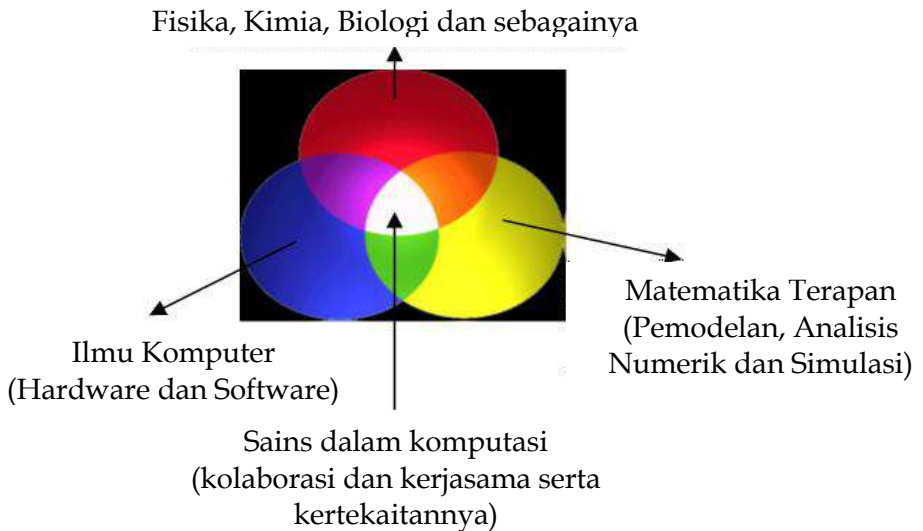 Fisika, Kimia, Biologi dan sebagainya
Matematika Terapan
(Pemodelan, Analisis
Numerik dan Simulasi)
Ilmu Komputer
(Hardware dan Software)
Sains dalam komputasi
(kolaborasi dan kerjasama serta
kertekaitannya)